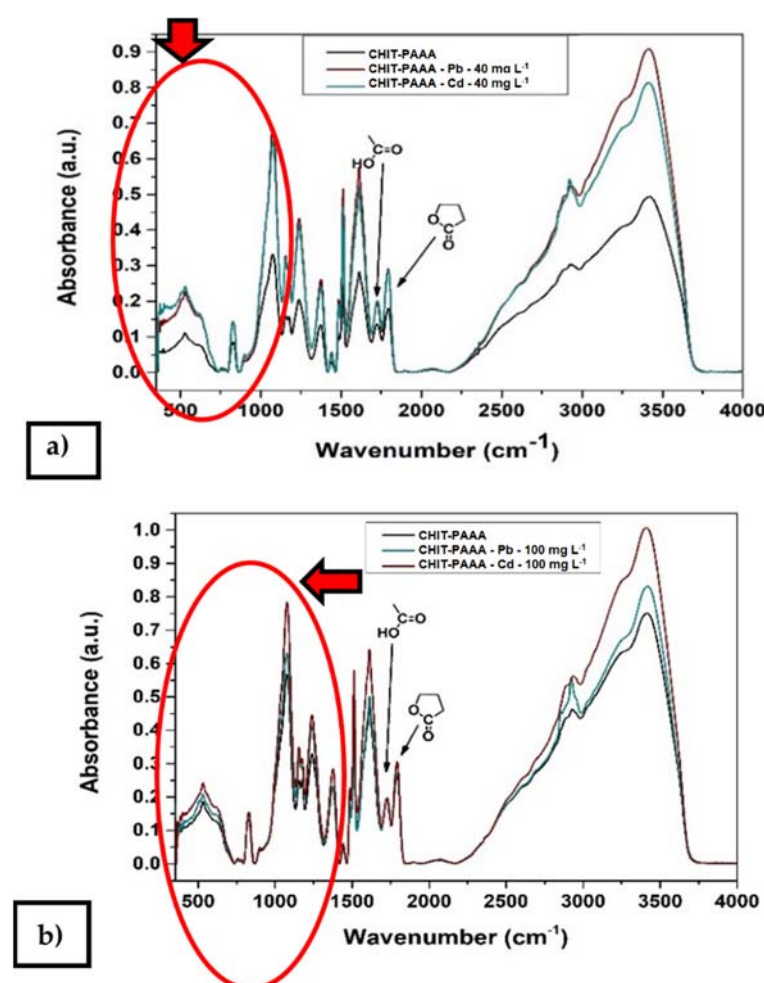 CHIT-PAAA
CHIT-PAAA - Pb - 40 mg L-1
CHIT-PAAA - Cd - 40 mg L-1
0.9
0.8
0.7
0.6
0.5
0.4
0.3
0.2
0.1
0.0
Absorbance (a.u.)
HO
C=O
O
C
O
500 1000 1500 2000 2500 3000 3500 4000
Wavenumber (cm-1)
a)
CHIT-PAAA
CHIT-PAAA - Pb - 100 mg L-1
CHIT-PAAA - Cd - 100 mg L-1
1.0
0.9
0.8
0.7
0.6
0.5
0.4
0.3
0.2
0.1
0.0
Absorbance (a.u.)
HO
C=O
O
C
O
500 1000 1500 2000 2500 3000 3500 4000
Wavenumber (cm-1)
b)